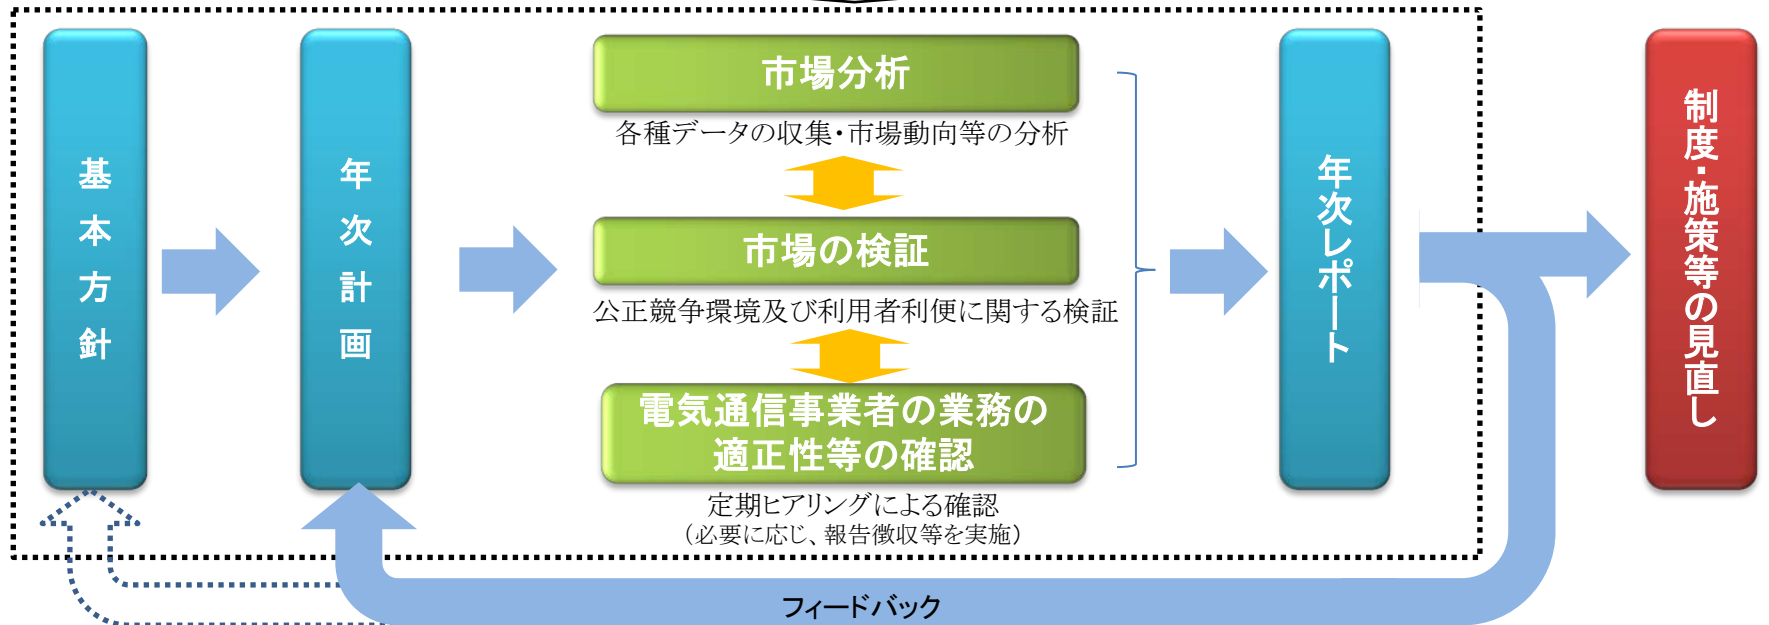 基本方針
年次計画
市場分析
各種データの収集・市場動向等の分析
市場の検証
公正競争環境及び利用者利便に関する検証
電気通信事業者の業務の
適正性等の確認
定期ヒアリングによる確認
（必要に応じ、報告徴収等を実施）
年次レポート
制度・施策等の見直し
フィードバック